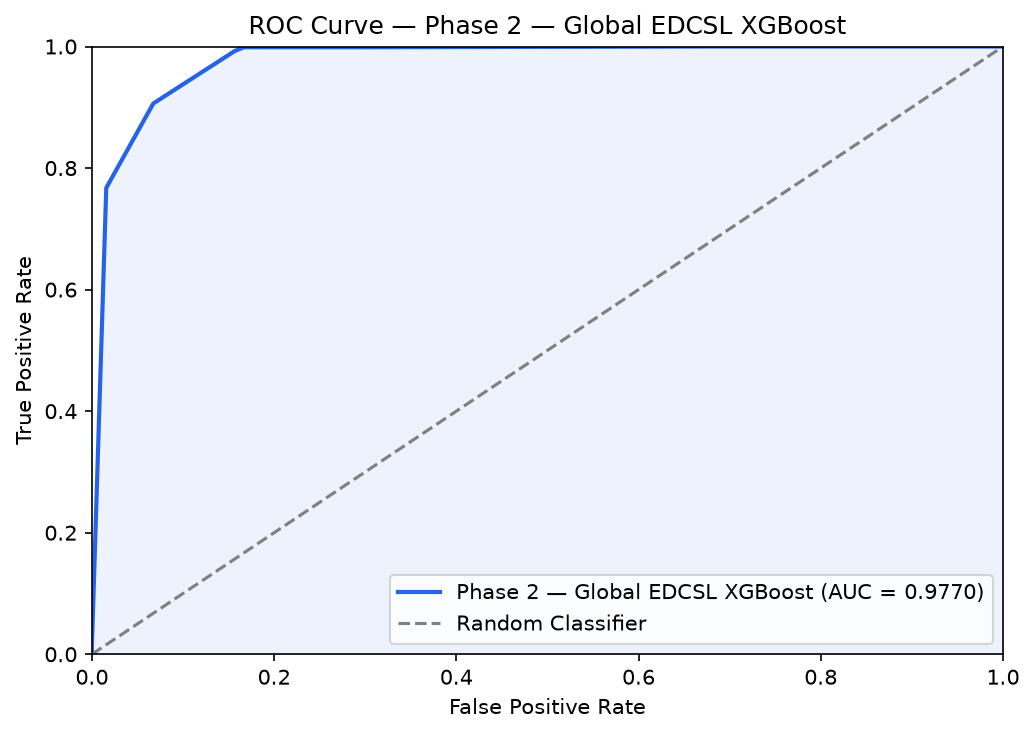 ROC Curve — Phase 2 — Global EDCSL XGBoost
True Positive Rate
1.0
0.8
0.6
0.4
0.2
0.0
Phase 2 — Global EDCSL XGBoost (AUC = 0.9770)
Random Classifier
0.0 0.2 0.4 0.6 0.8 1.0
False Positive Rate